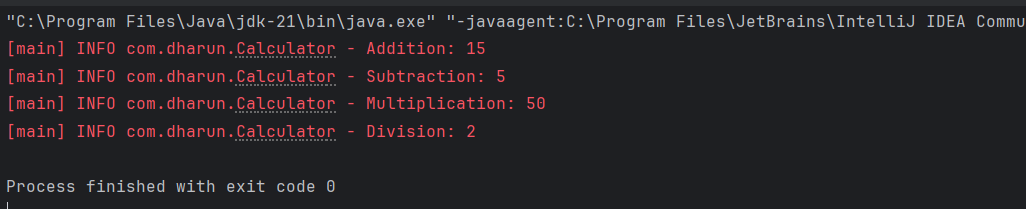 "C:\Program Files\Java\jdk-21\bin\java.exe" "-javaagent:C:\Program Files\JetBrains\IntelliJ IDEA Commu
[main] INFO com.dharun.Calculator - Addition: 15
[main] INFO com.dharun.Calculator - Subtraction: 5
[main] INFO com.dharun.Calculator - Multiplication: 50
[main] INFO com.dharun.Calculator - Division: 2
Process finished with exit code 0